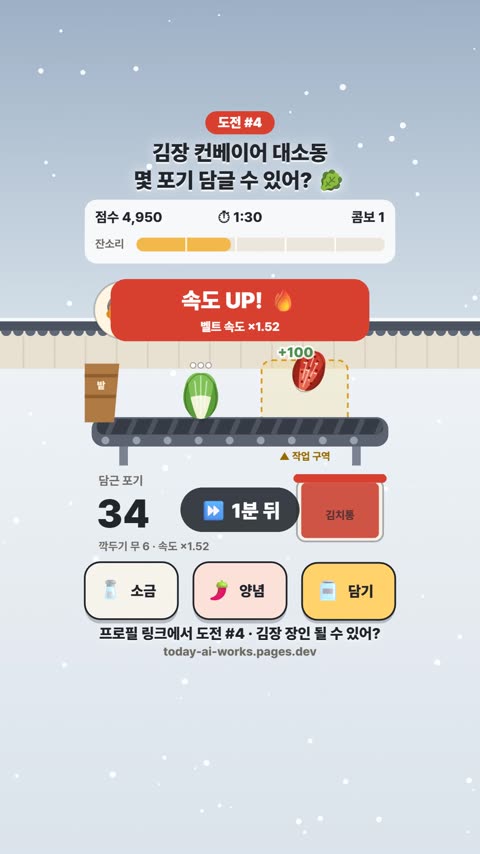 도전 #4
김장 컨베이어 대소동
몇 포기 담글 수 있어? 🥬
점수 4,950
⏱ 1:30
콤보 1
잔소리
속도 UP! 🔥
벨트 속도 ×1.52
+100
밭
▲ 작업 구역
담근 포기
34
⏩ 1분 뒤
김치통
깍두기 무 6 · 속도 ×1.52
🧂 소금
🌶️ 양념
🫙 담기
프로필 링크에서 도전 #4 · 김장 장인 될 수 있어?
today-ai-works.pages.dev